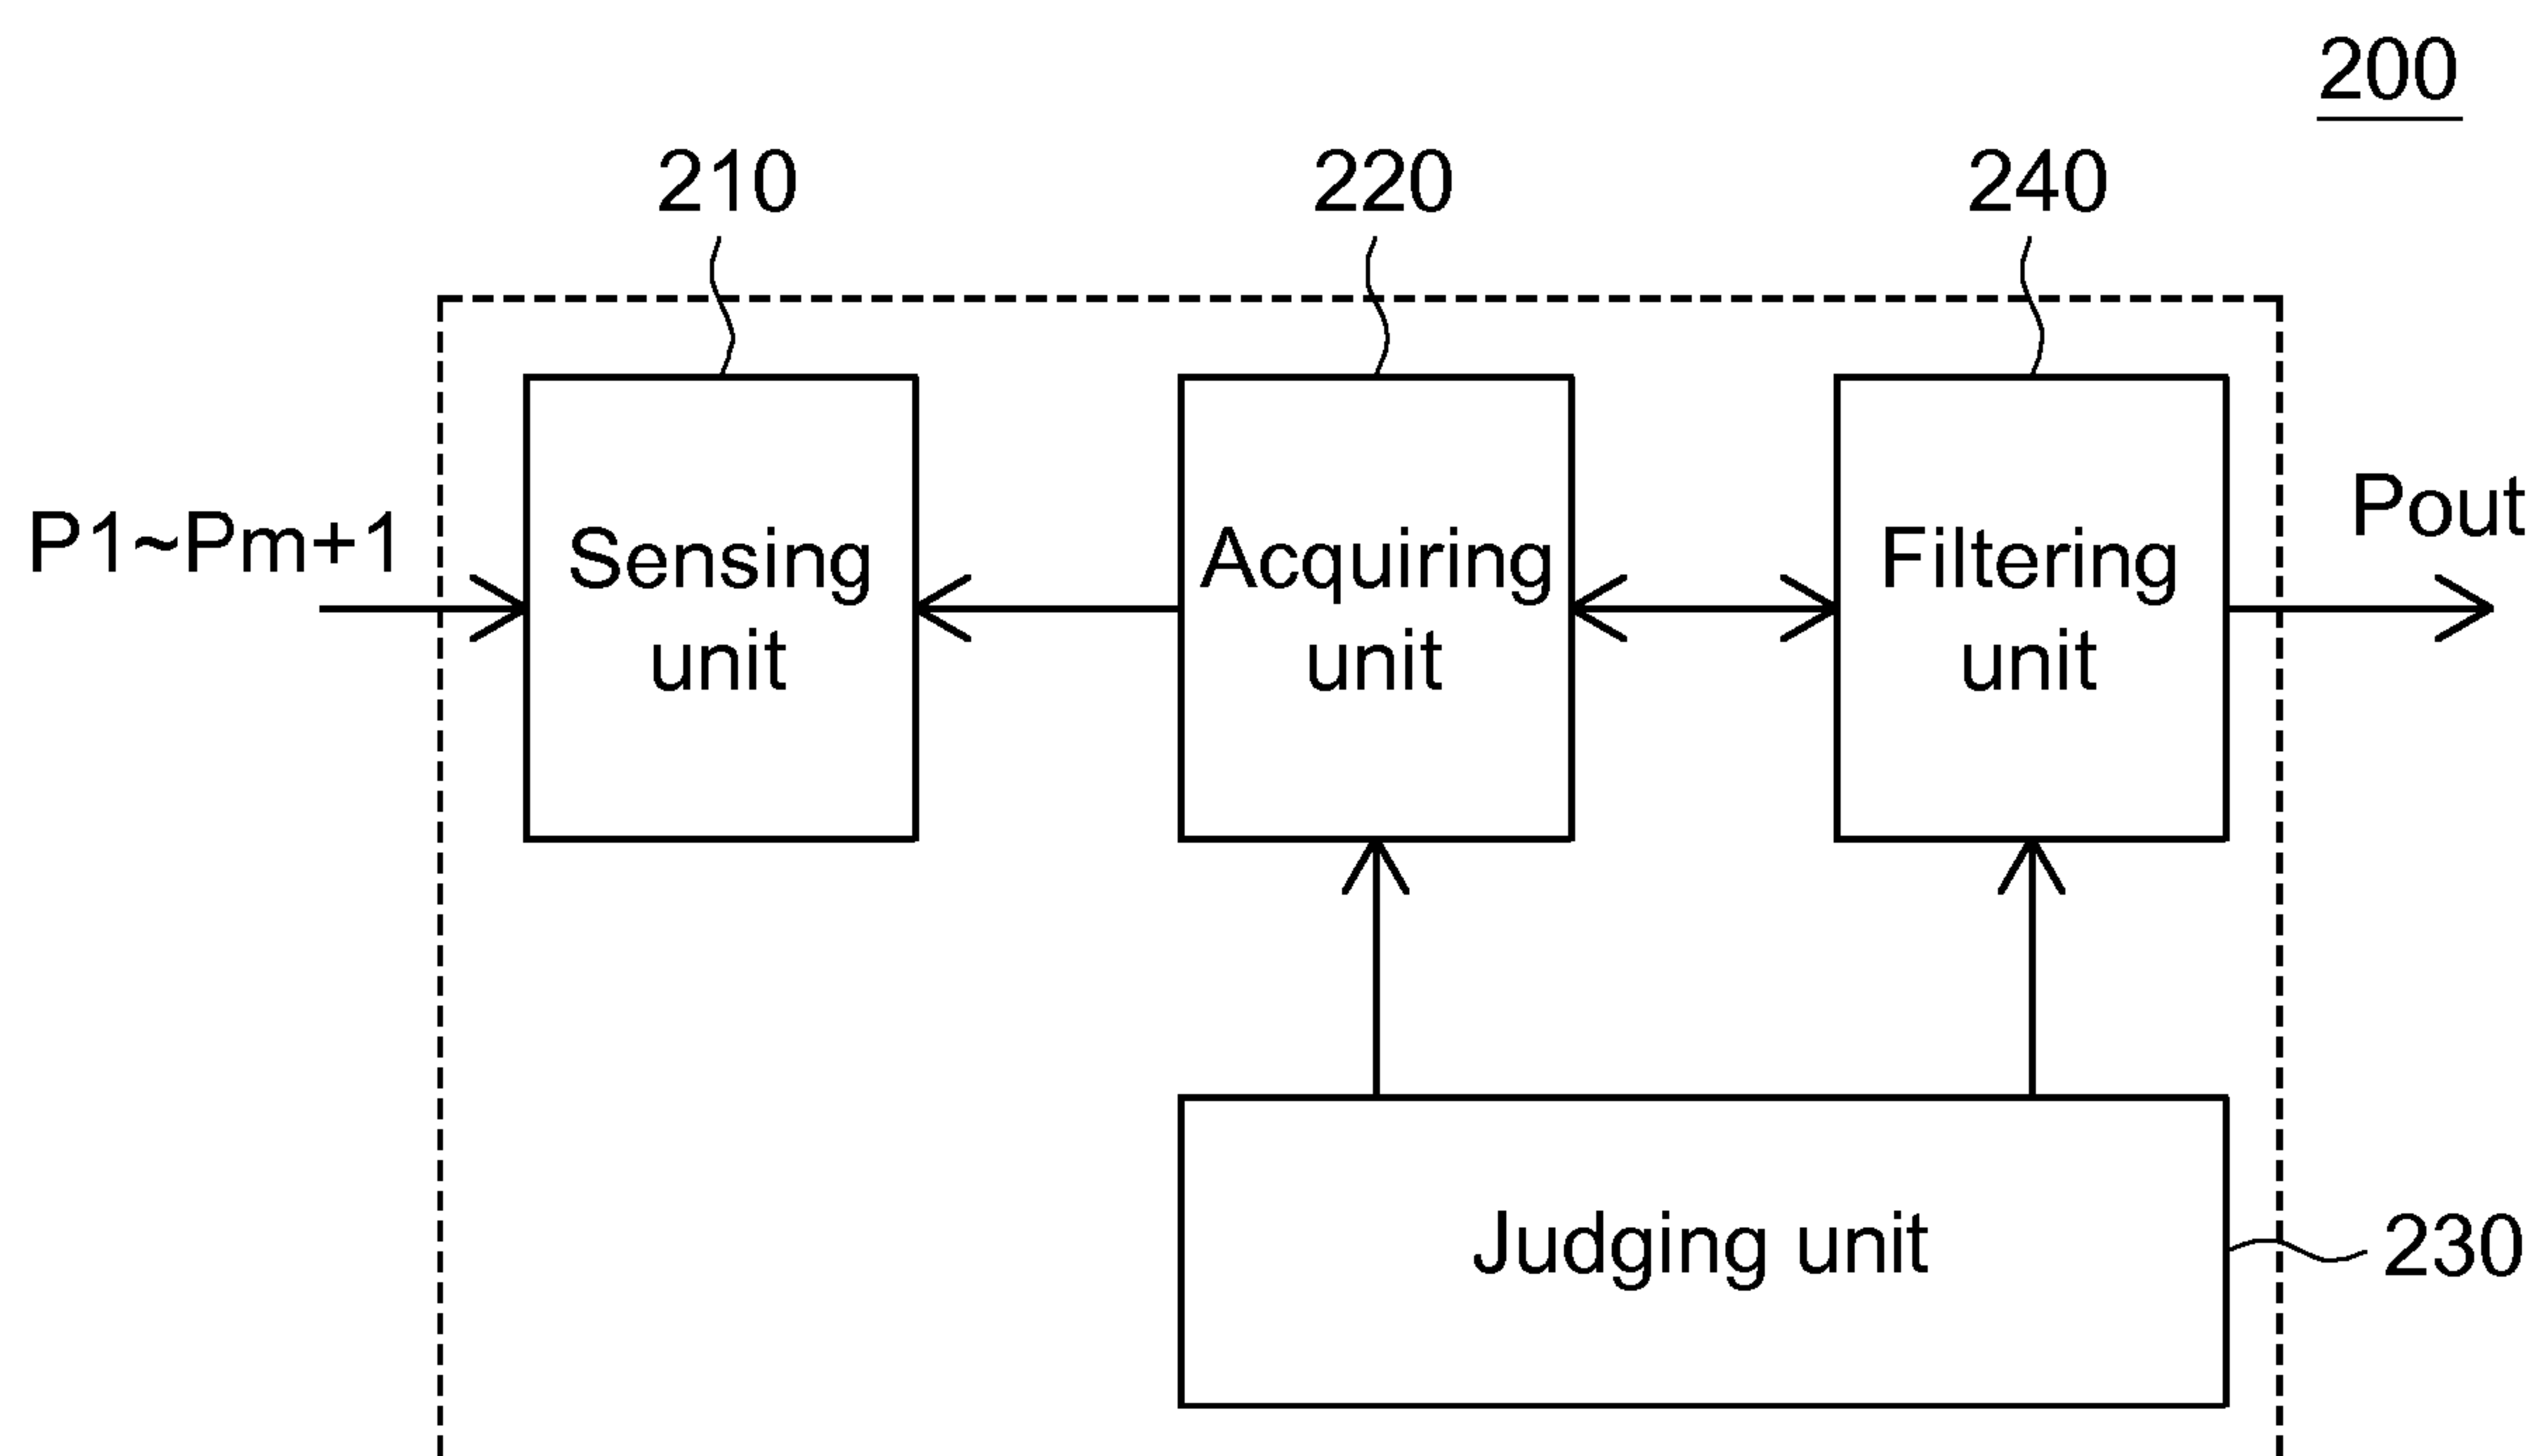 200
210
220
240
P1~Pm+1
Sensing
unit
Acquiring
unit
Filtering
unit
Pout
Judging unit
230